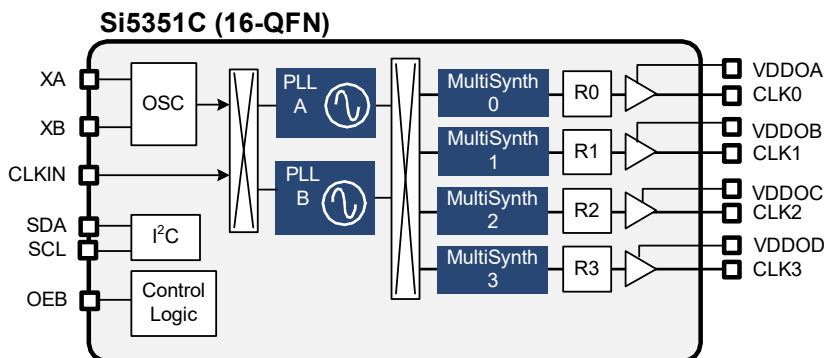 Si5351C (16-QFN)
XA
XB
CLKIN
SDA
SCL
OEB
OSC
I²C
Control
Logic
PLL
A
PLL
B
MultiSynth
0
MultiSynth
1
MultiSynth
2
MultiSynth
3
R0
R1
R2
R3
VDDOA
CLK0
VDDOB
CLK1
VDDOC
CLK2
VDDOD
CLK3